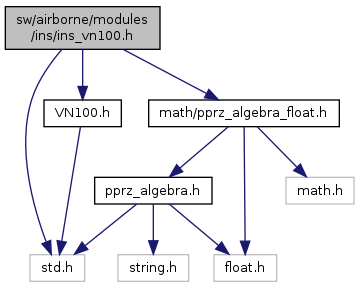 sw/airborne/modules
/ins/ins_vn100.h
VN100.h
math/pprz_algebra_float.h
pprz_algebra.h
math.h
std.h
string.h
float.h